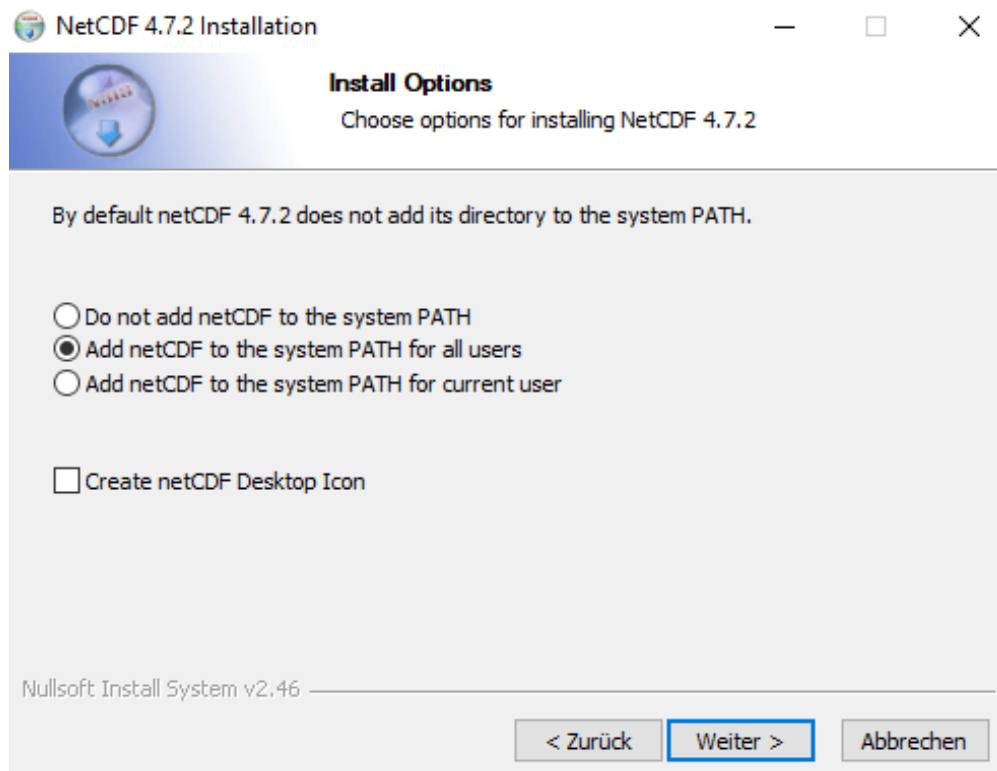 NetCDF 4.7.2 Installation
Install Options
Choose options for installing NetCDF 4.7.2
By default netCDF 4.7.2 does not add its directory to the system PATH.
Do not add netCDF to the system PATH
Add netCDF to the system PATH for all users
Add netCDF to the system PATH for current user
Create netCDF Desktop Icon
Nullsoft Install System v2.46
< Zurück Weiter > Abbrechen